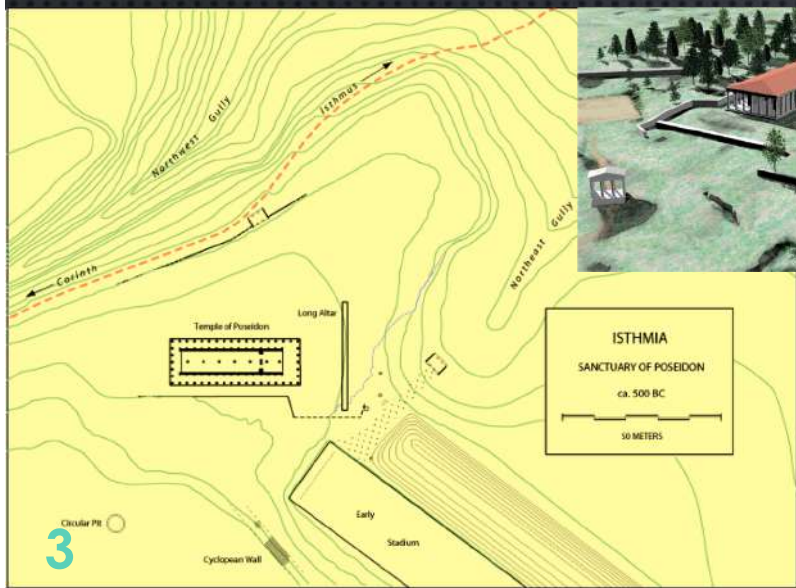 Northwest Gully
Isthmus
Corinth
Northeast Gully
Long Altar
Temple of Poseidon
ISTHMIA
SANCTUARY OF POSEIDON
ca. 500 BC
50 METERS
Early
Stadium
Circular Pit
Cyclopean Wall
3